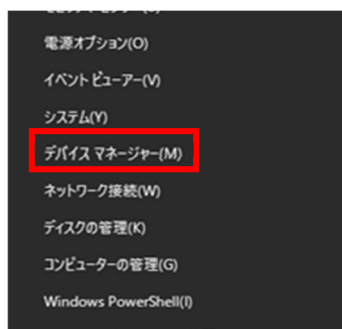 電源オプション(O)
イベント ビューアー(V)
システム(Y)
デバイス マネージャー(M)
ネットワーク接続(W)
ディスクの管理(K)
コンピューターの管理(G)
Windows PowerShell(I)